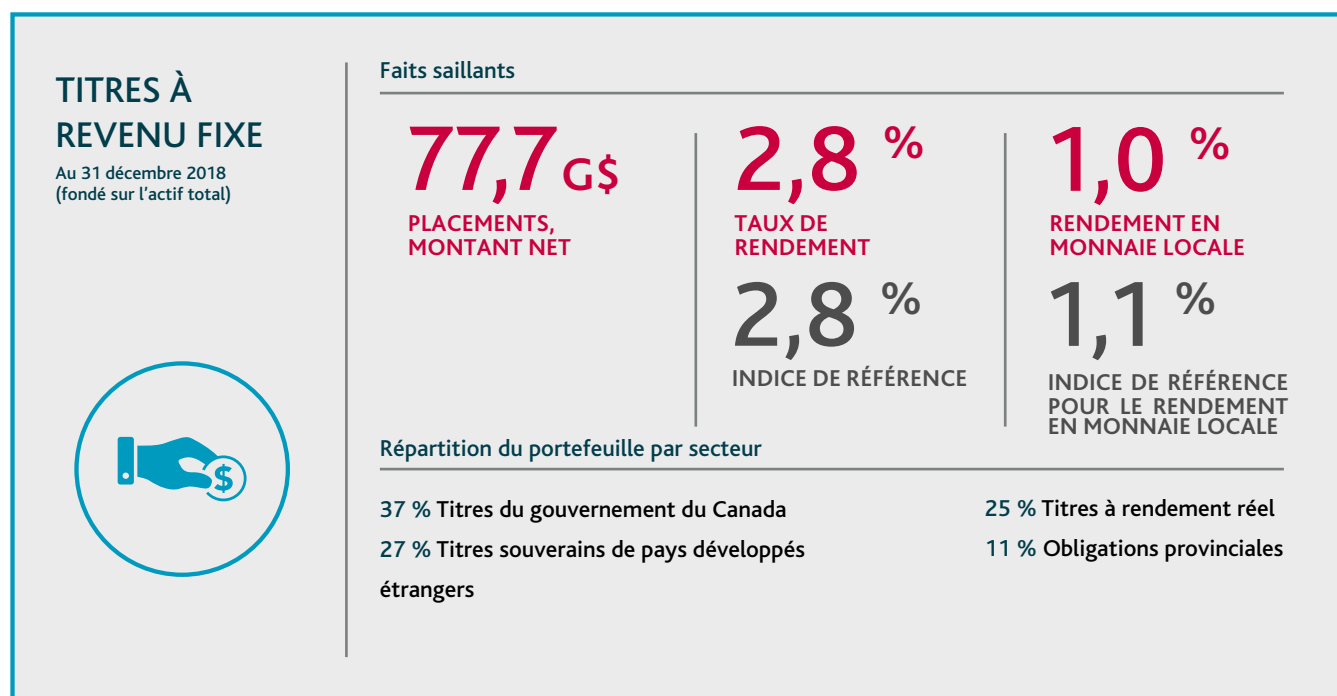 TITRES À
REVENU FIXE
Au 31 décembre 2018
(fondé sur l'actif total)
Faits saillants
77,7 G$
PLACEMENTS,
MONTANT NET
2,8 %
TAUX DE
RENDEMENT
2,8 %
INDICE DE RÉFÉRENCE
1,0 %
RENDEMENT EN
MONNAIE LOCALE
1,1 %
INDICE DE RÉFÉRENCE
POUR LE RENDEMENT
EN MONNAIE LOCALE
$
Répartition du portefeuille par secteur
37 % Titres du gouvernement du Canada
27 % Titres souverains de pays développés
étrangers
25 % Titres à rendement réel
11 % Obligations provinciales